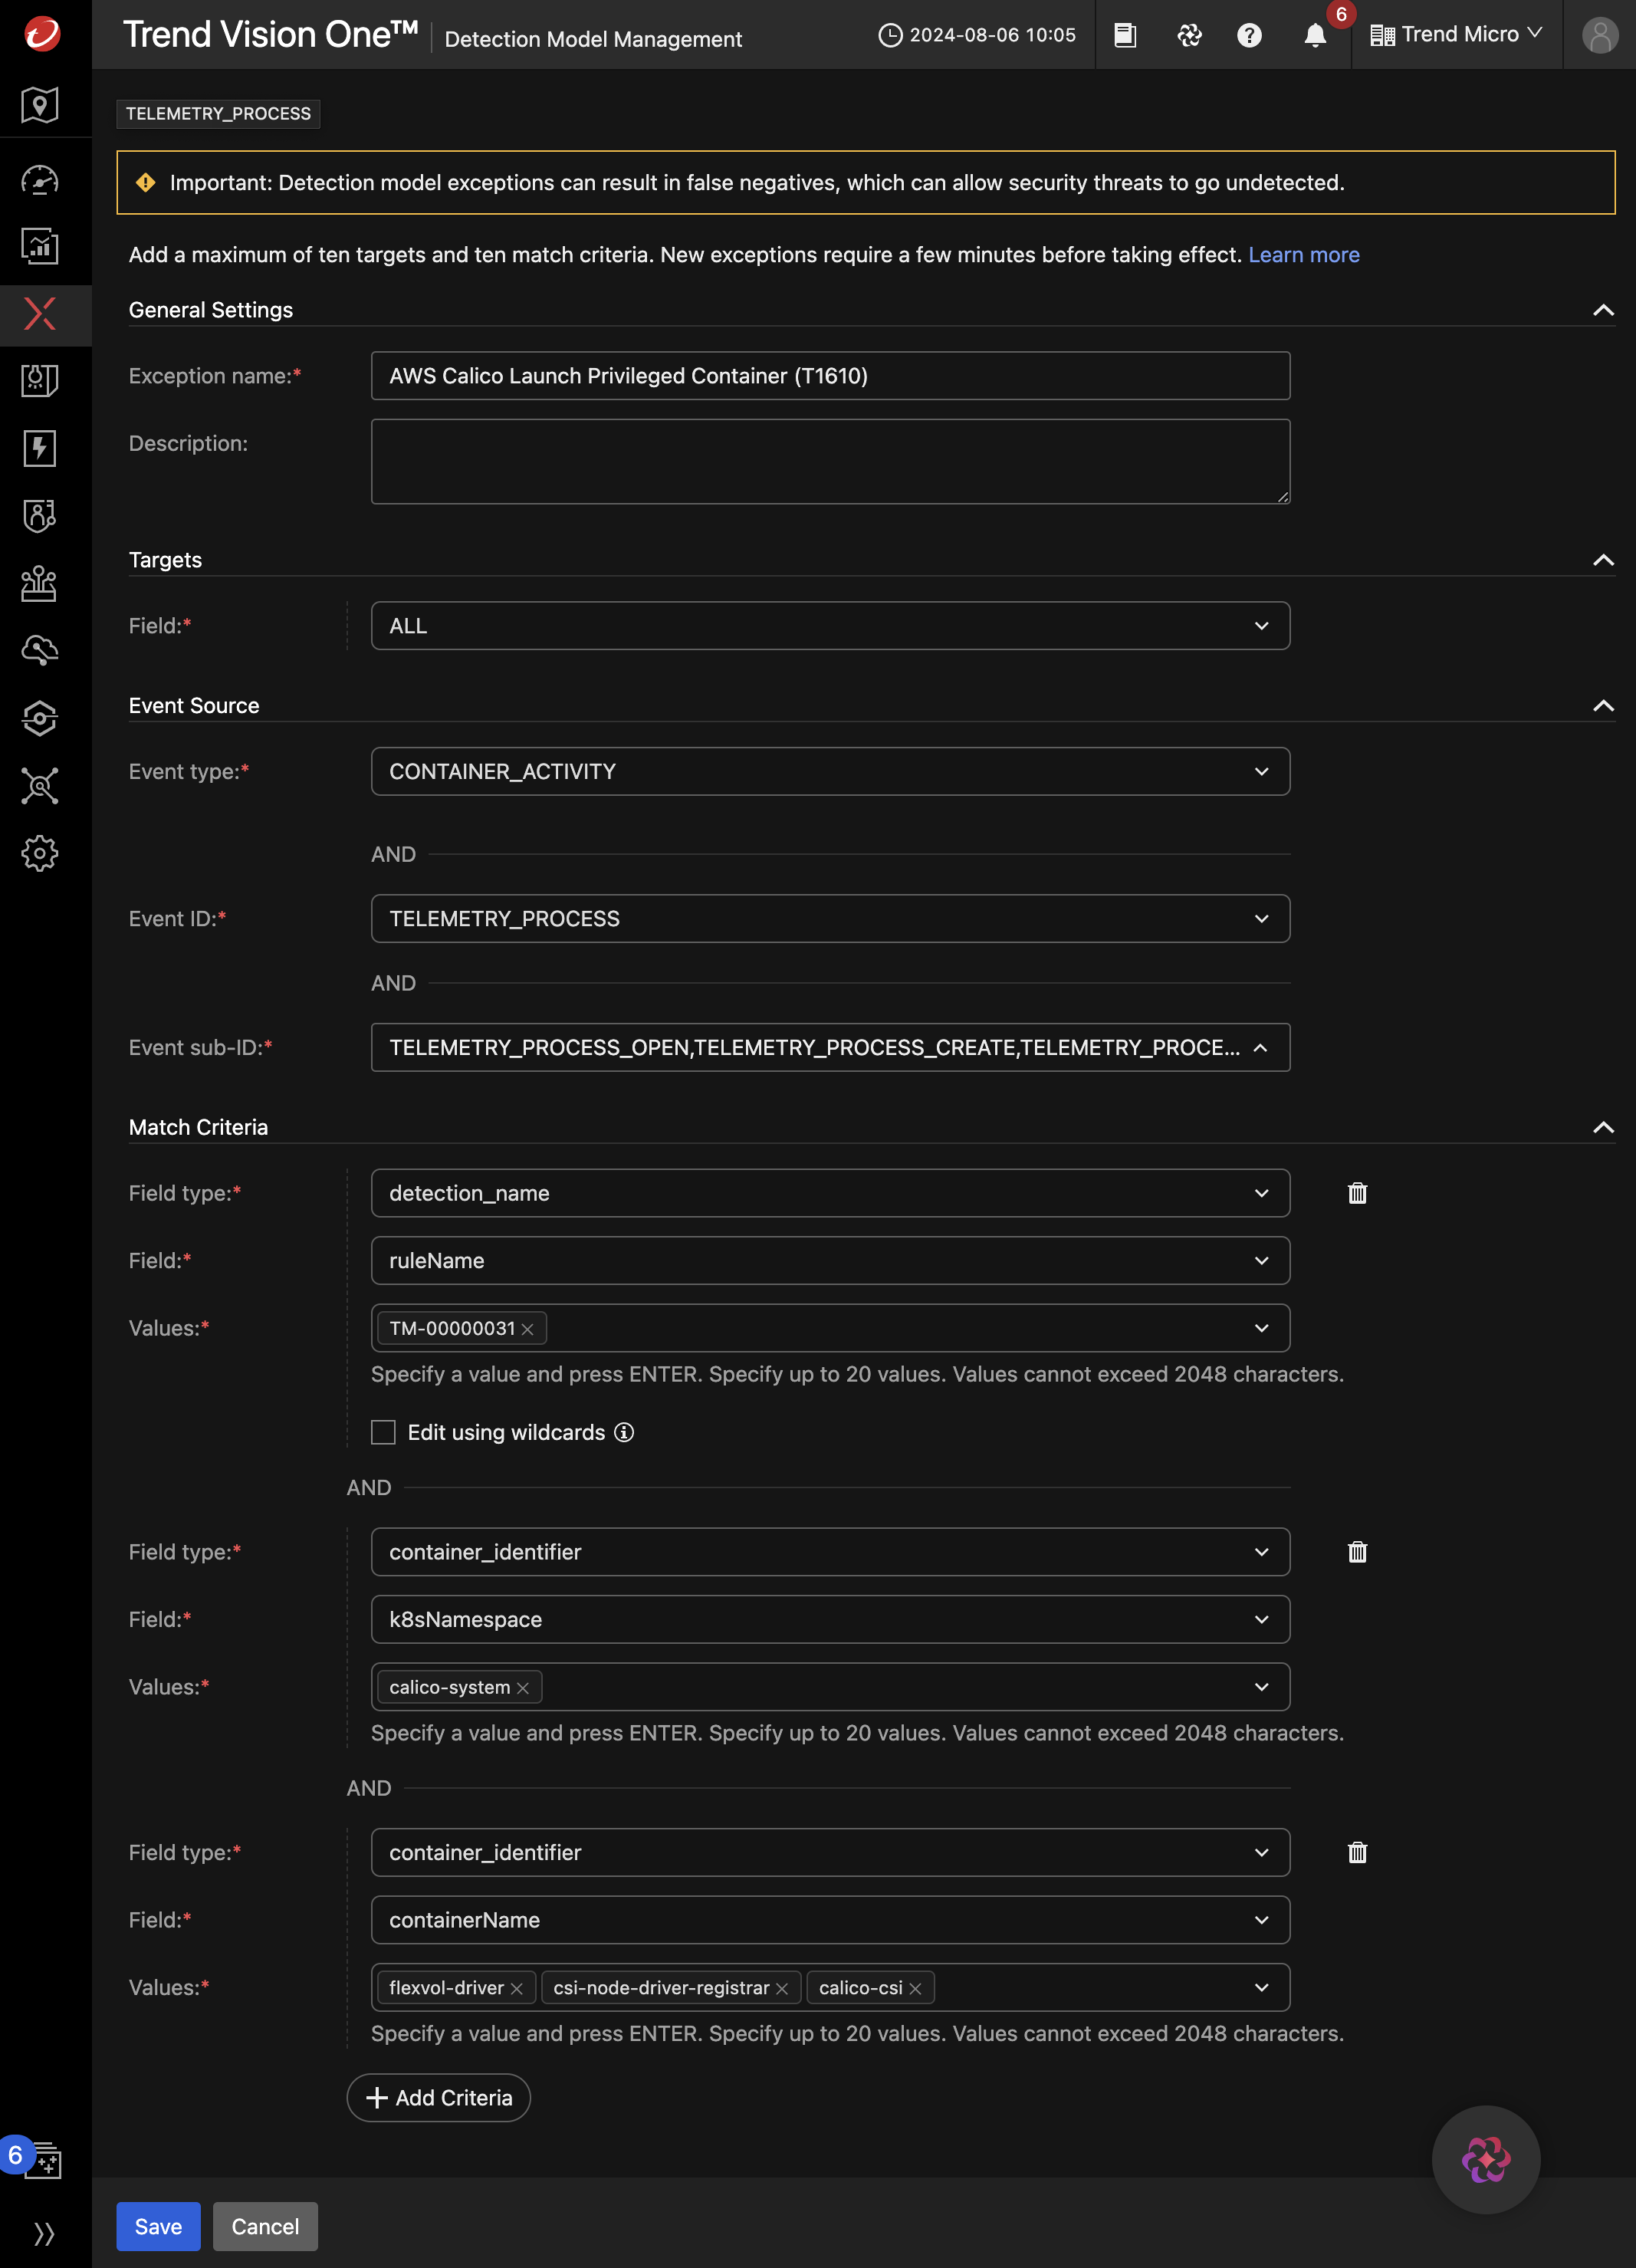 Trend Vision One™ Detection Model Management 2024-08-06 10:05 6 Trend Micro
TELEMETRY_PROCESS
Important: Detection model exceptions can result in false negatives, which can allow security threats to go undetected.
Add a maximum of ten targets and ten match criteria. New exceptions require a few minutes before taking effect. Learn more
General Settings
Exception name:* AWS Calico Launch Privileged Container (T1610)
Description:
Targets
Field:* ALL
Event Source
Event type:* CONTAINER_ACTIVITY
AND
Event ID:* TELEMETRY_PROCESS
AND
Event sub-ID:* TELEMETRY_PROCESS_OPEN,TELEMETRY_PROCESS_CREATE,TELEMETRY_PROCE...
Match Criteria
Field type:* detection_name
Field:* ruleName
Values:* TM-00000031
Specify a value and press ENTER. Specify up to 20 values. Values cannot exceed 2048 characters.
Edit using wildcards
AND
Field type:* container_identifier
Field:* k8sNamespace
Values:* calico-system
Specify a value and press ENTER. Specify up to 20 values. Values cannot exceed 2048 characters.
AND
Field type:* container_identifier
Field:* containerName
Values:* flexvol-driver csi-node-driver-registrar calico-csi
Specify a value and press ENTER. Specify up to 20 values. Values cannot exceed 2048 characters.
Add Criteria
6
Save Cancel